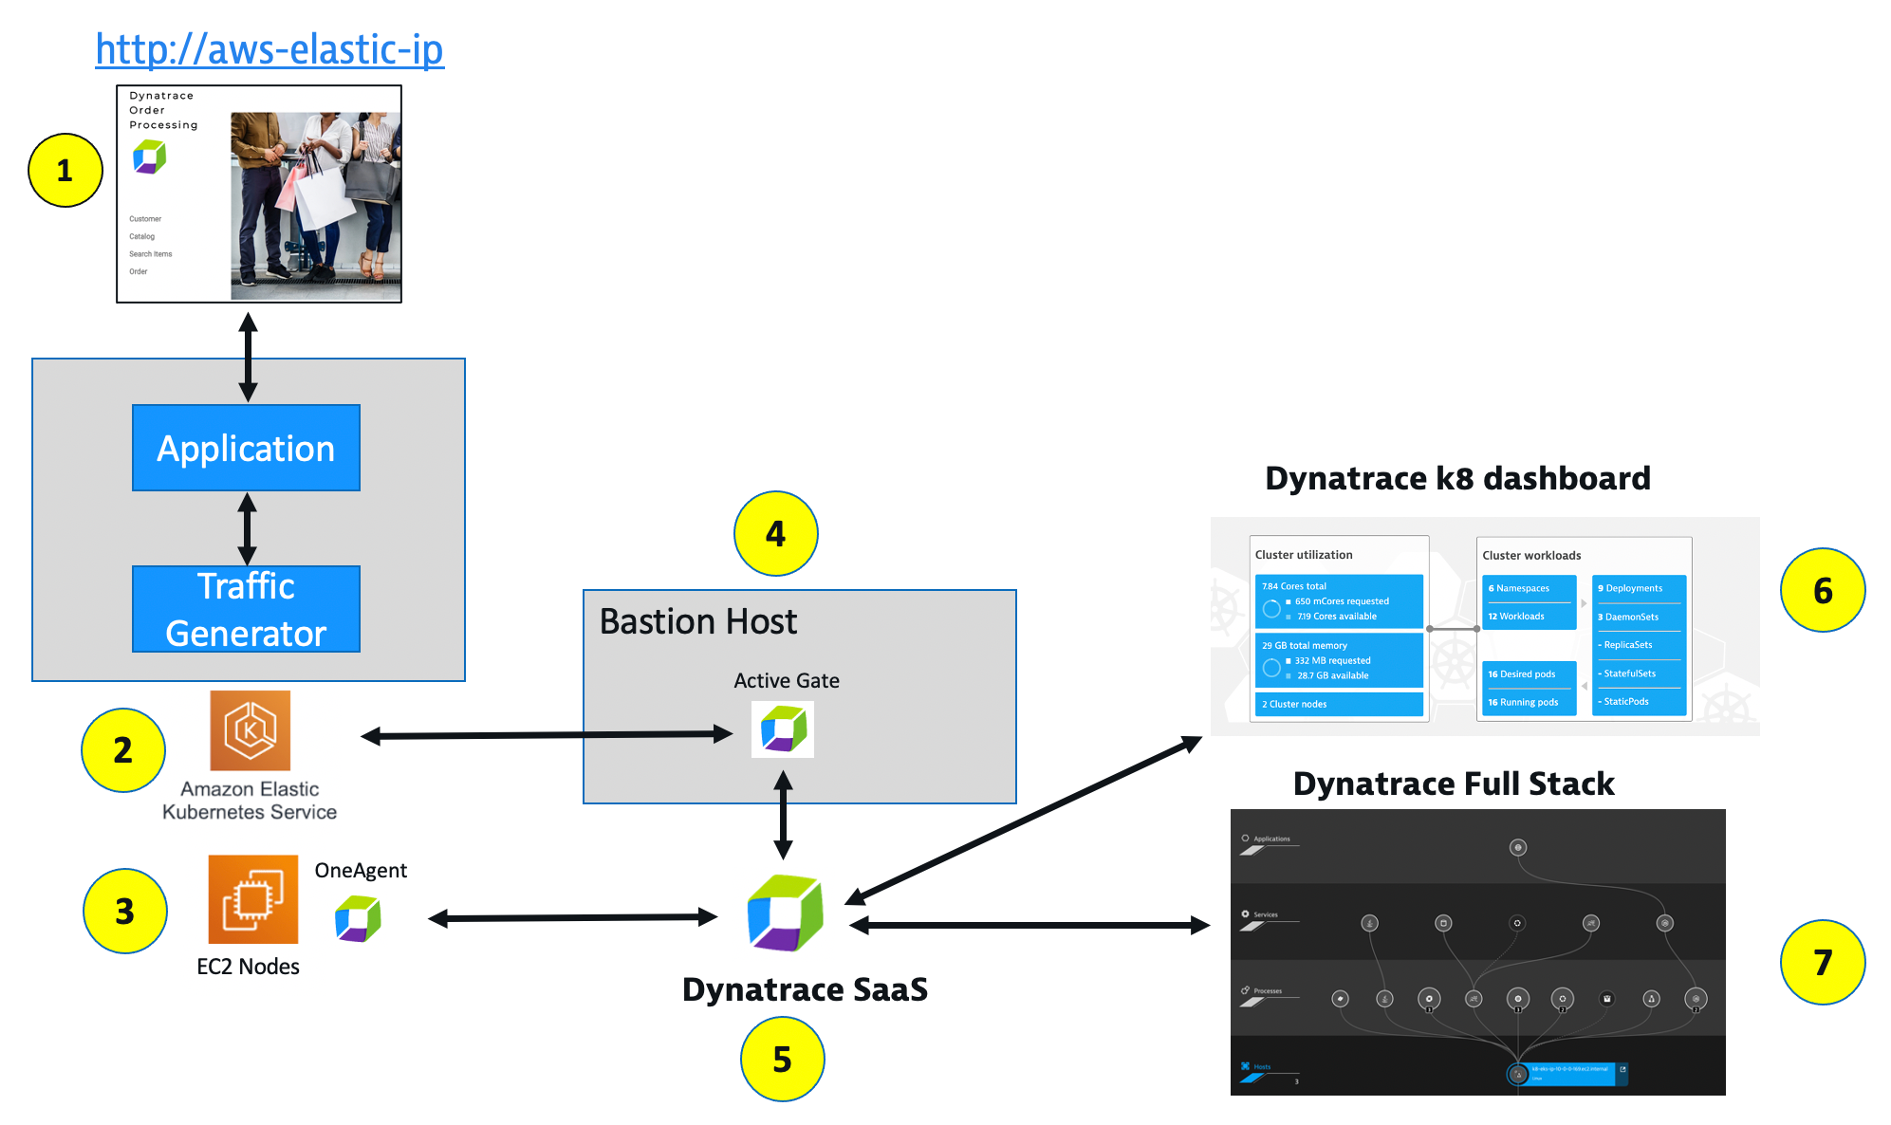 http://aws-elastic-ip
Dynatrace
Order
Processing
Customer
Catalog
Search Items
Order
1
Application
Traffic
Generator
2
Amazon Elastic
Kubernetes Service
3
OneAgent
EC2 Nodes
4
Bastion Host
Active Gate
Dynatrace SaaS
5
Dynatrace k8 dashboard
Cluster utilization
7.84 Cores total
650 mCores requested
7.19 Cores available
29 GB total memory
332 MB requested
28.7 GB available
2 Cluster nodes
Cluster workloads
6 Namespaces
12 Workloads
16 Desired pods
16 Running pods
9 Deployments
3 DaemonSets
- ReplicaSets
- StatefulSets
- StaticPods
6
Dynatrace Full Stack
Applications
Services
Processes
Hosts
3
7